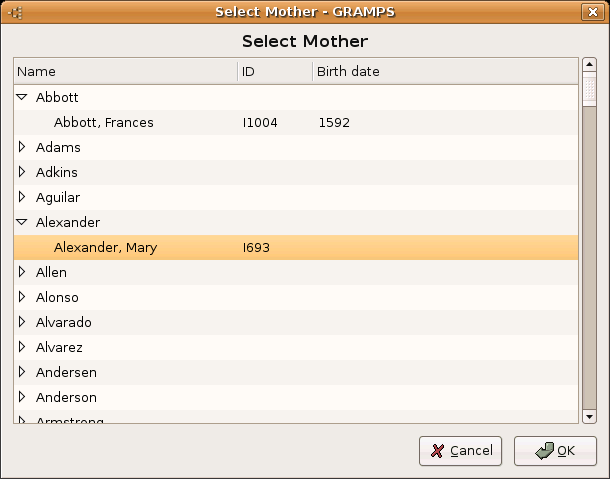 Select Mother - GRAMPS
Select Mother
Name ID Birth date
Abbott
Abbott, Frances I1004 1592
Adams
Adkins
Aguilar
Alexander
Alexander, Mary I693
Allen
Alonso
Alvarado
Alvarez
Andersen
Anderson
Armstrong
Cancel OK